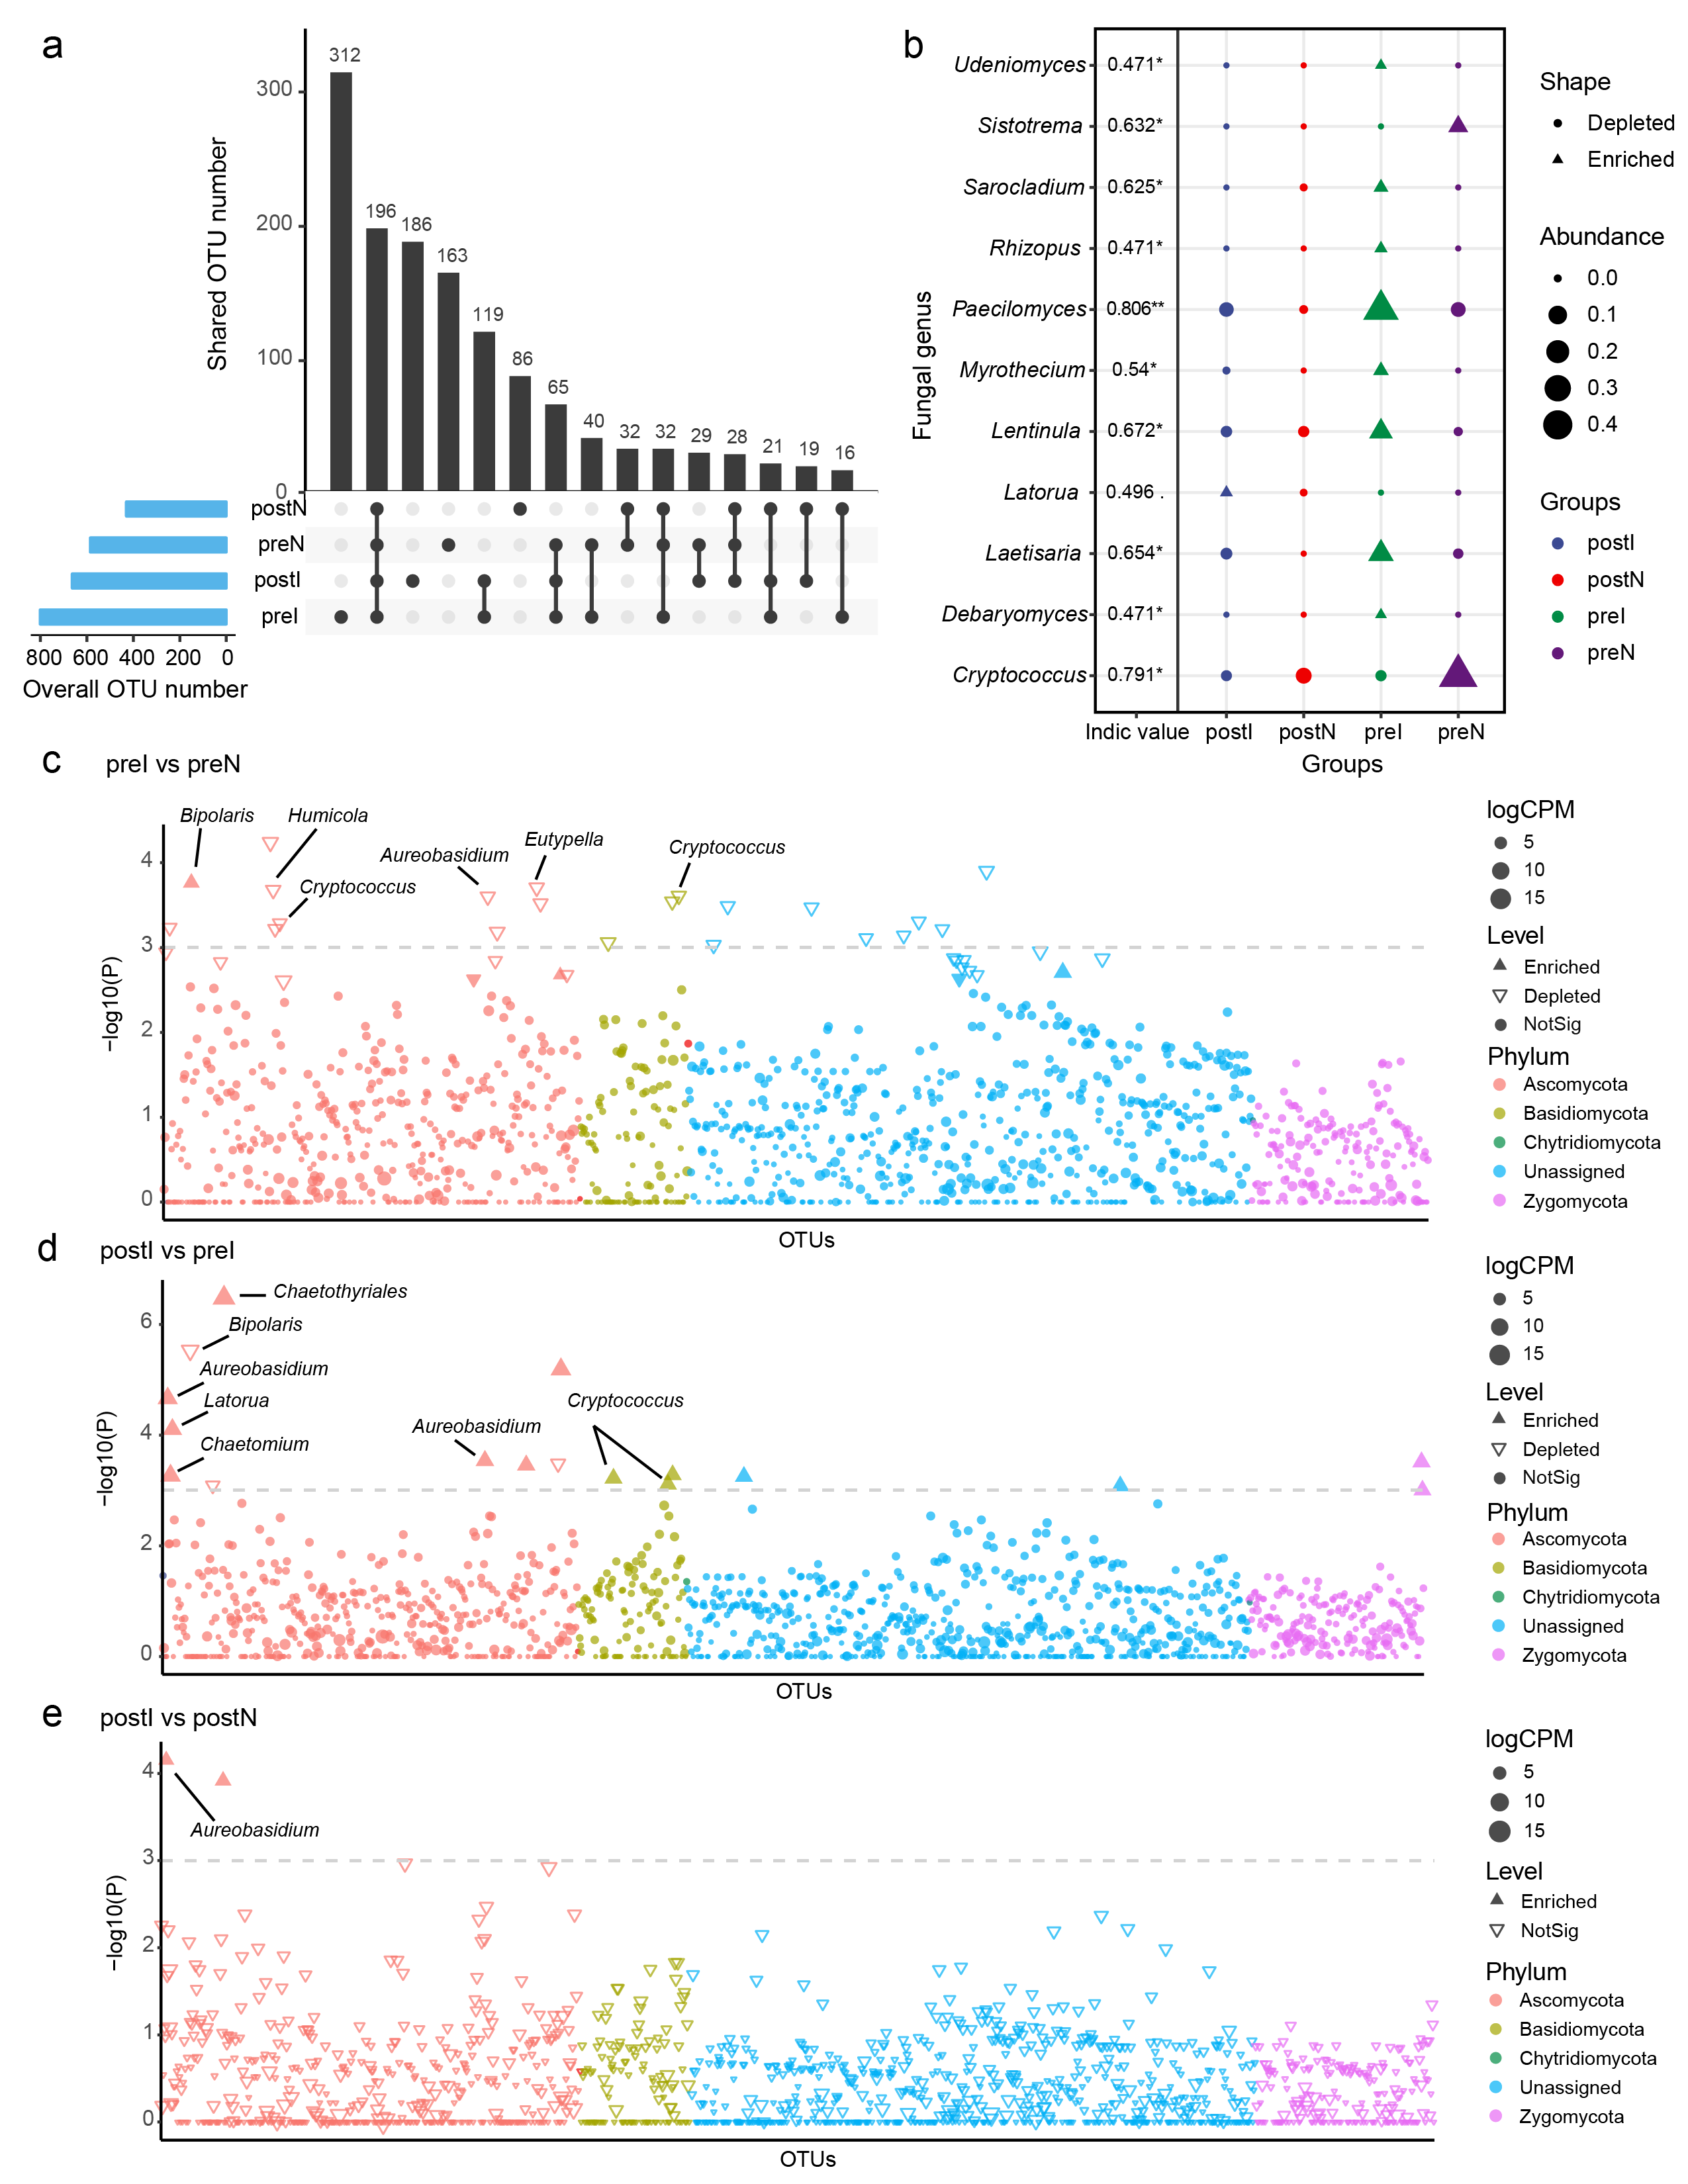 a
312
300
196
186
200
163
119
100
86
65
40
32
32
29
28
21
19
16
0
Shared OTU number
postN
preN
postI
preI
800 600 400 200 0
Overall OTU number
b
Udeniomyces 0.471*
Sistotrema 0.632*
Sarocladium 0.625*
Rhizopus 0.471*
Paecilomyces 0.806**
Myrothecium 0.54*
Lentinula 0.672*
Latorua 0.496 .
Laetisaria 0.654*
Debaryomyces 0.471*
Cryptococcus 0.791*
Fungal genus
Indic value postI postN preI preN
Groups
Shape
Depleted
Enriched
Abundance
0.0
0.1
0.2
0.3
0.4
Groups
postI
postN
preI
preN
c
preI vs preN
Bipolaris
Humicola
Cryptococcus
Aureobasidium
Eutypella
Cryptococcus
4
3
2
1
0
−log10(P)
OTUs
logCPM
5
10
15
Level
Enriched
Depleted
NotSig
Phylum
Ascomycota
Basidiomycota
Chytridiomycota
Unassigned
Zygomycota
d
postI vs preI
Chaetothyriales
Bipolaris
Aureobasidium
Latorua
Chaetomium
Aureobasidium
Cryptococcus
6
4
2
0
−log10(P)
OTUs
logCPM
5
10
15
Level
Enriched
Depleted
NotSig
Phylum
Ascomycota
Basidiomycota
Chytridiomycota
Unassigned
Zygomycota
e
postI vs postN
Aureobasidium
4
3
2
1
0
−log10(P)
OTUs
logCPM
5
10
15
Level
Enriched
NotSig
Phylum
Ascomycota
Basidiomycota
Chytridiomycota
Unassigned
Zygomycota